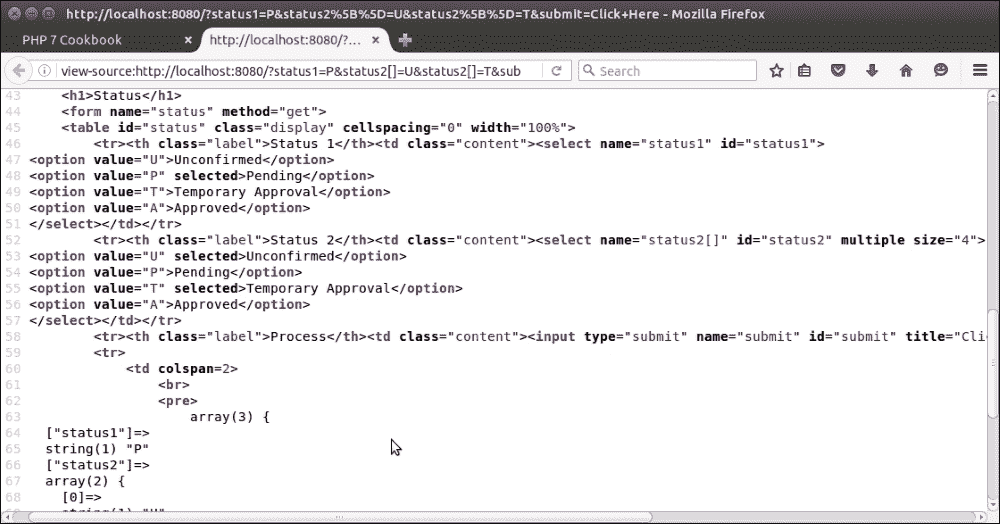 http://localhost:8080/?status1=P&status2%5B%5D=U&status2%5B%5D=T&submit=Click+Here - Mozilla Firefox
PHP 7 Cookbook http://localhost:8080/?...
view-source:http://localhost:8080/?status1=P&status2[]=U&status2[]=T&sub Search
43 <h1>Status</h1>
44 <form name="status" method="get">
45 <table id="status" class="display" cellspacing="0" width="100%">
46 <tr><th class="label">Status 1</th><td class="content"><select name="status1" id="status1">
47 <option value="U">Unconfirmed</option>
48 <option value="P" selected>Pending</option>
49 <option value="T">Temporary Approval</option>
50 <option value="A">Approved</option>
51 </select></td></tr>
52 <tr><th class="label">Status 2</th><td class="content"><select name="status2[]" id="status2" multiple size="4">
53 <option value="U" selected>Unconfirmed</option>
54 <option value="P">Pending</option>
55 <option value="T" selected>Temporary Approval</option>
56 <option value="A">Approved</option>
57 </select></td></tr>
58 <tr><th class="label">Process</th><td class="content"><input type="submit" name="submit" id="submit" title="Clic
59 <tr>
60 <td colspan=2>
61 <br>
62 <pre>
63 array(3) {
64 ["status1"]=>
65 string(1) "P"
66 ["status2"]=>
67 array(2) {
68 [0]=>